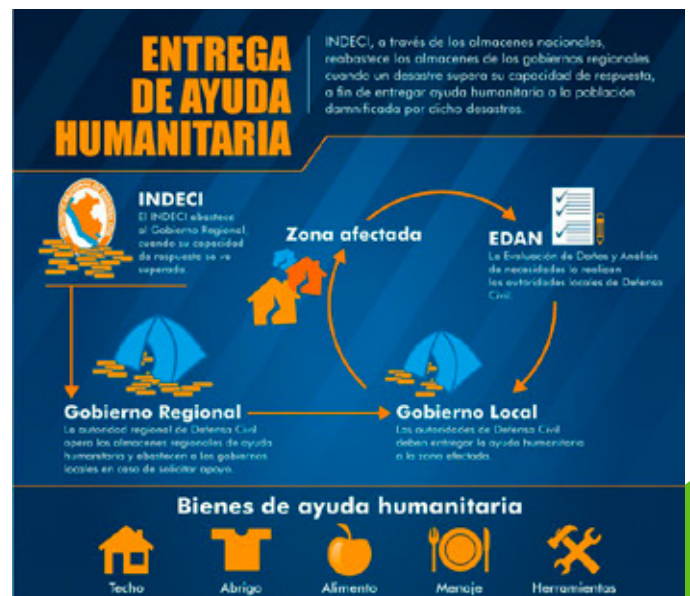 ENTREGA
DE AYUDA
HUMANITARIA
INDECI, a través de los almacenes nacionales,
reabastece los almacenes de los gobiernos regionales
cuando un desastre supera su capacidad de respuesta,
a fin de entregar ayuda humanitaria a la población
damnificada por dicho desastres.
INDECI
El INDECI abastece
al Gobierno Regional,
cuando su capacidad
de respuesta se ve
superada
Zona afectada
EDAN
La Evaluación de Daños y Analisis
de necesidades la realizan
las autoridades locales de Defensa
Civil.
Gobierno Regional
La autoridad regional de Defensa Civil
opera los almacenes regionales de ayuda
humanitaria y abastecen a los gobiernos
locales en caso de solicitar apoyo.
Gobierno Local
Las autoridades de Defensa Civil
deben entregar la ayuda humanitaria
a la zona afectada.
Bienes de ayuda humanitaria
Techo
Abrigo
Alimento
Menaje
Herramientas